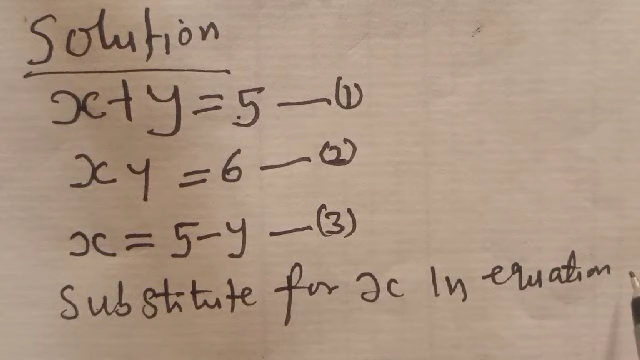 Solution
x+y=5 —(1)
xy =6 —(2)
x = 5-y —(3)
Substitute for x In equation